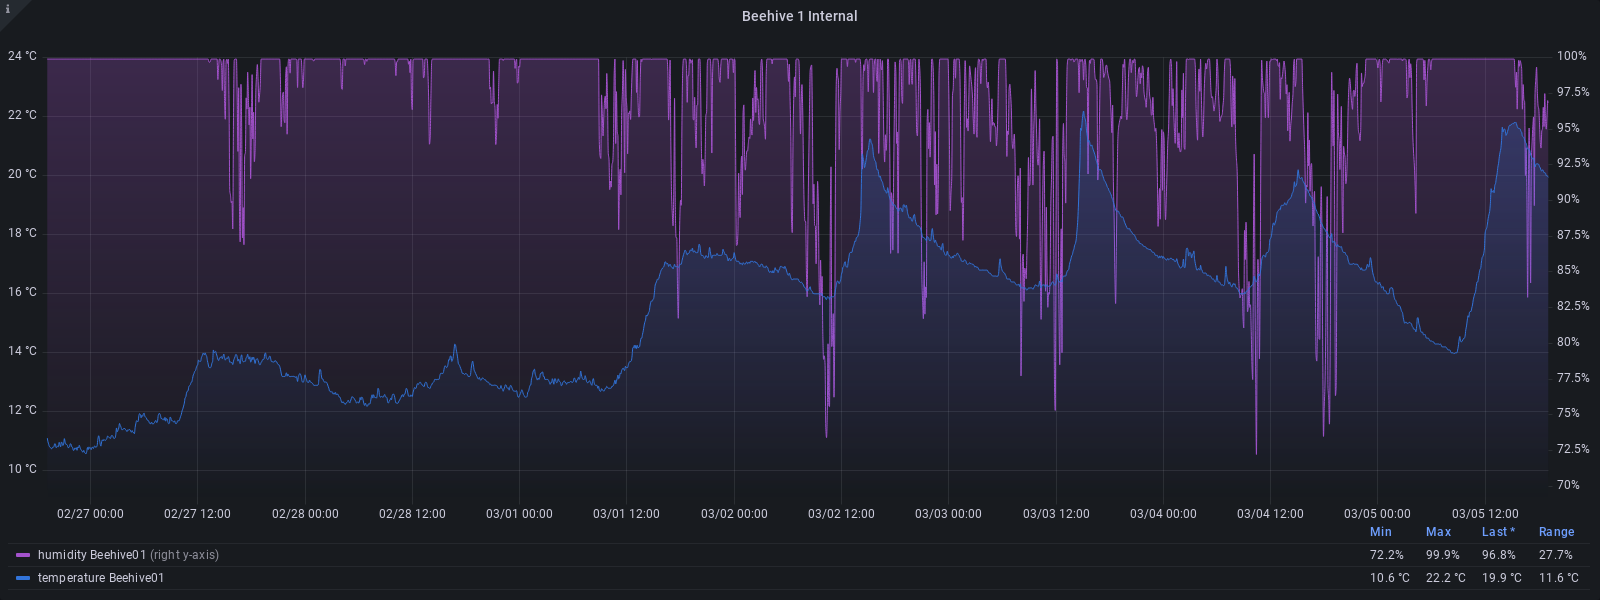 i
Beehive 1 Internal
24 °C
22 °C
20 °C
18 °C
16 °C
14 °C
12 °C
10 °C
100%
97.5%
95%
92.5%
90%
87.5%
85%
82.5%
80%
77.5%
75%
72.5%
70%
02/27 00:00 02/27 12:00 02/28 00:00 02/28 12:00 03/01 00:00 03/01 12:00 03/02 00:00 03/02 12:00 03/03 00:00 03/03 12:00 03/04 00:00 03/04 12:00 03/05 00:00 03/05 12:00
Min Max Last * Range
humidity Beehive01 (right y-axis) 72.2% 99.9% 96.8% 27.7%
temperature Beehive01 10.6 °C 22.2 °C 19.9 °C 11.6 °C